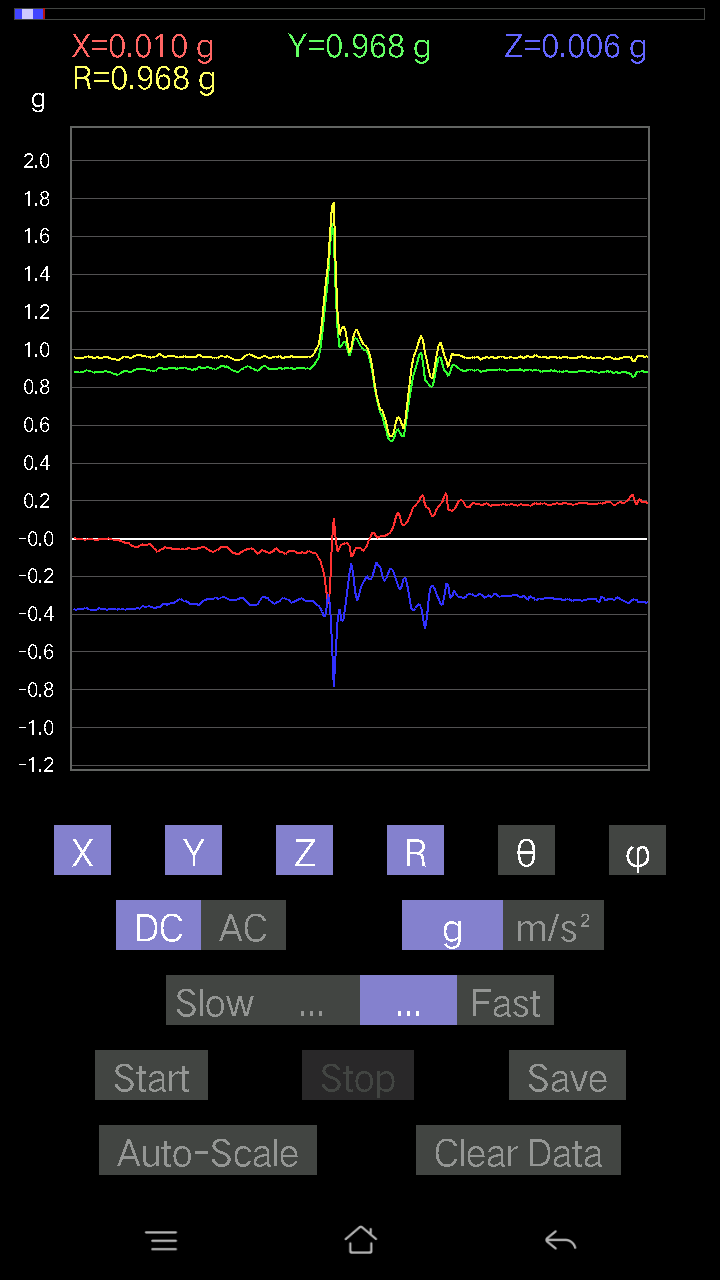 X=0.010 g Y=0.968 g Z=0.006 g
R=0.968 g
g
2.0
1.8
1.6
1.4
1.2
1.0
0.8
0.6
0.4
0.2
-0.0
-0.2
-0.4
-0.6
-0.8
-1.0
-1.2
X Y Z R θ φ
DC AC g m/s²
Slow ... ... Fast
Start Stop Save
Auto-Scale Clear Data